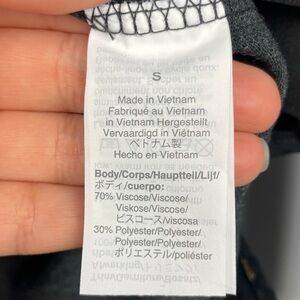 S
Made in Vietnam
Fabriqué au Vietnam
in Vietnam Hergestellt
Vervaardigd in Viëtnam
ベトナム製
Hecho en Vietnam
Body/Corps/Hauptteil/Lijf/
ボディ/cuerpo:
70% Viscose/Viscose/
Viskose/Viscose/
ビスコース/viscosa
30% Polyester/Polyester/
Polyester/Polyester/
ポリエステル/poliéster